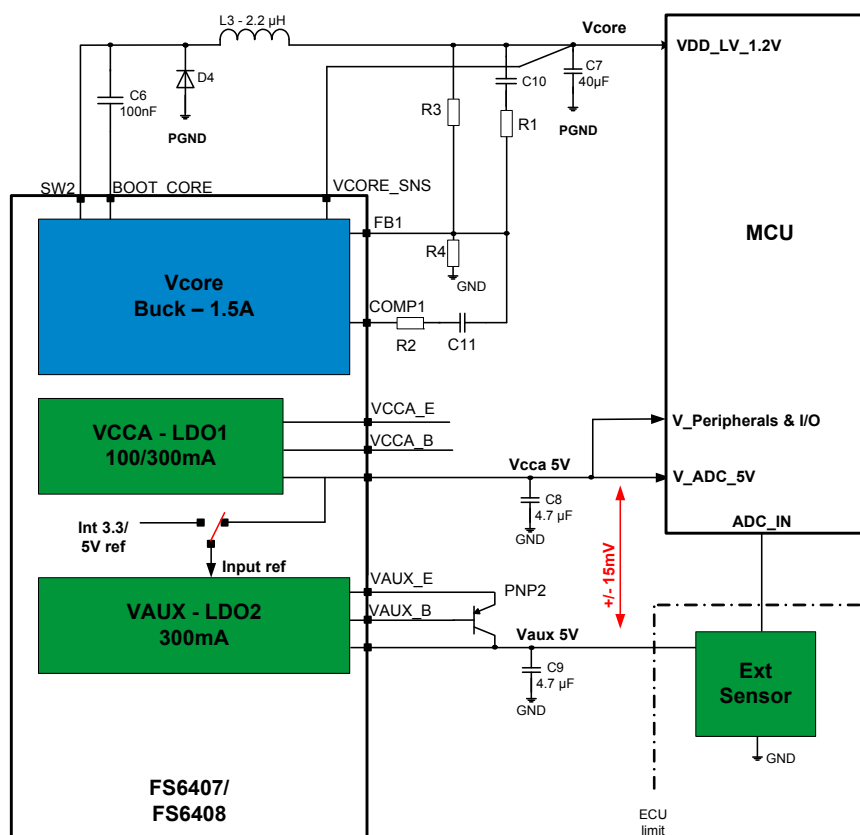 L3 - 2.2 µH
Vcore
VDD_LV_1.2V
C6
100nF
D4
PGND
C10
C7
40µF
PGND
R3
R1
SW2
BOOT_CORE
VCORE_SNS
FB1
MCU
Vcore
Buck – 1.5A
R4
GND
COMP1
R2
C11
VCCA - LDO1
100/300mA
VCCA_E
VCCA_B
V_Peripherals & I/O
Vcca 5V
V_ADC_5V
C8
4.7 µF
GND
ADC_IN
Int 3.3/
5V ref
Input ref
+/- 15mV
VAUX - LDO2
300mA
VAUX_E
VAUX_B
PNP2
Vaux 5V
C9
4.7 µF
GND
Ext
Sensor
GND
FS6407/
FS6408
ECU
limit